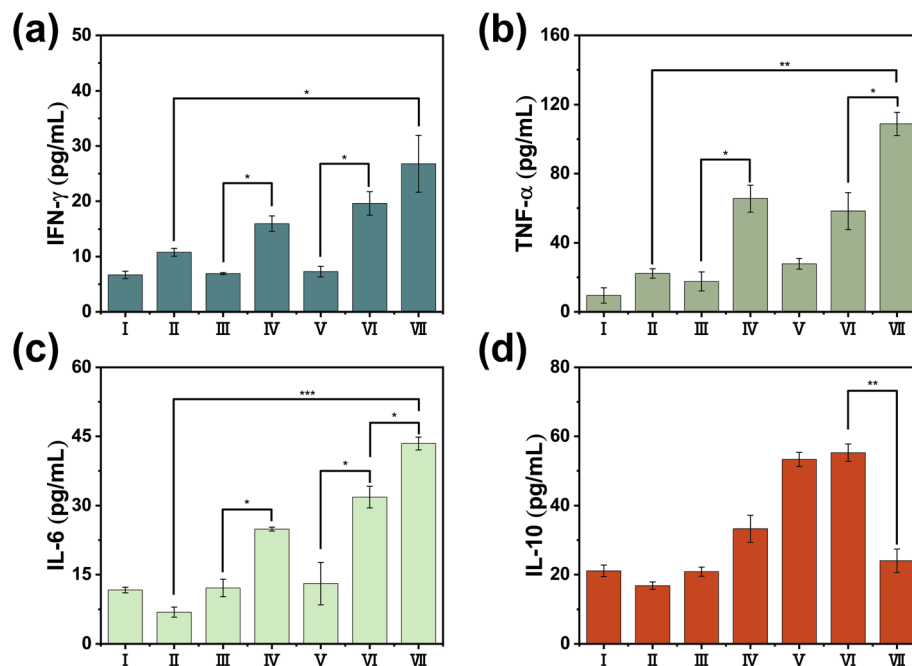 (a)
IFN-γ (pg/mL)
50
40
30
20
10
0
*
*
*
I II III IV V VI VII
(b)
TNF-α (pg/mL)
160
120
80
40
0
**
*
*
I II III IV V VI VII
(c)
IL-6 (pg/mL)
60
45
30
15
0
***
*
*
*
I II III IV V VI VII
(d)
IL-10 (pg/mL)
80
60
40
20
0
**
I II III IV V VI VII